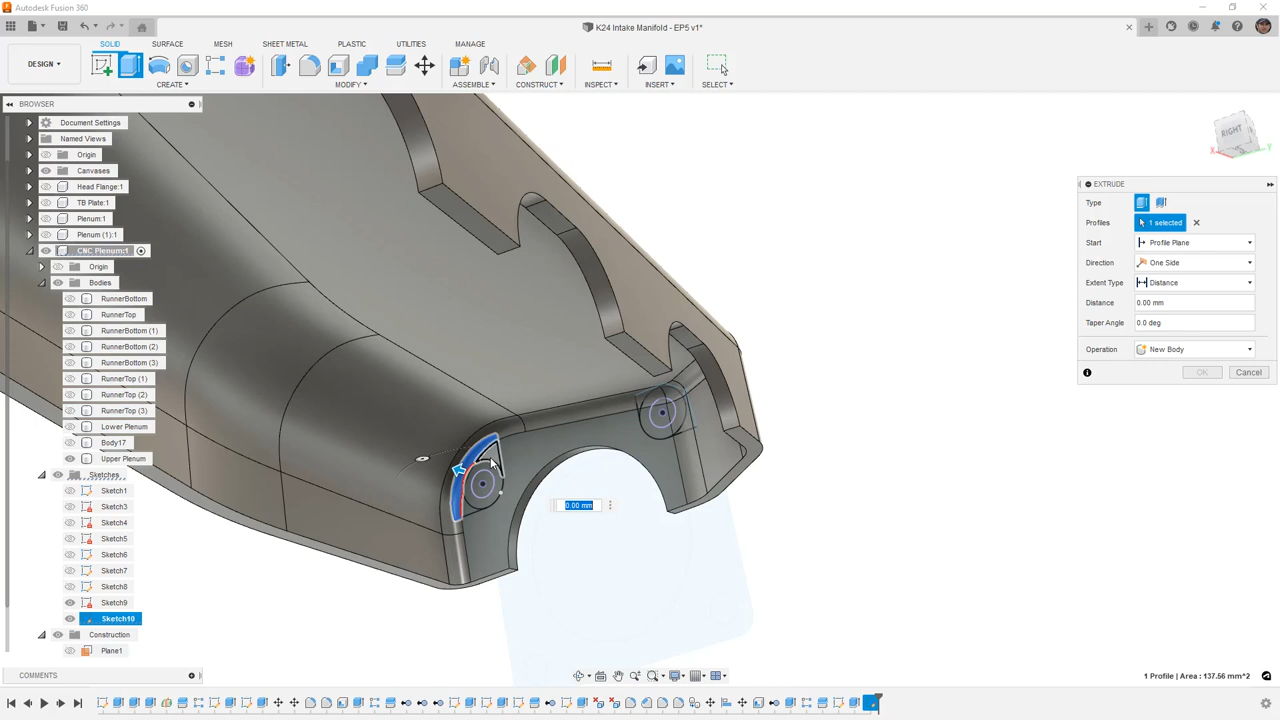 Autodesk Fusion 360
K24 Intake Manifold - EP5 v1*
SOLID SURFACE MESH SHEET METAL PLASTIC UTILITIES MANAGE
DESIGN
CREATE MODIFY ASSEMBLE CONSTRUCT INSPECT INSERT SELECT
BROWSER
Document Settings
Named Views
Origin
Canvases
Head Flange:1
TB Plate:1
Plenum:1
Plenum (1):1
CNC Plenum:1
Origin
Bodies
RunnerBottom
RunnerTop
RunnerBottom (1)
RunnerBottom (2)
RunnerBottom (3)
RunnerTop (1)
RunnerTop (2)
RunnerTop (3)
Lower Plenum
Body17
Upper Plenum
Sketches
Sketch1
Sketch3
Sketch4
Sketch5
Sketch6
Sketch7
Sketch8
Sketch9
Sketch10
Construction
Plane1
COMMENTS
RIGHT
X
Y
0.00 mm
EXTRUDE
Type
Profiles 1 selected
Start Profile Plane
Direction One Side
Extent Type Distance
Distance 0.00 mm
Taper Angle 0.0 deg
Operation New Body
OK Cancel
1 Profile | Area : 137.56 mm^2